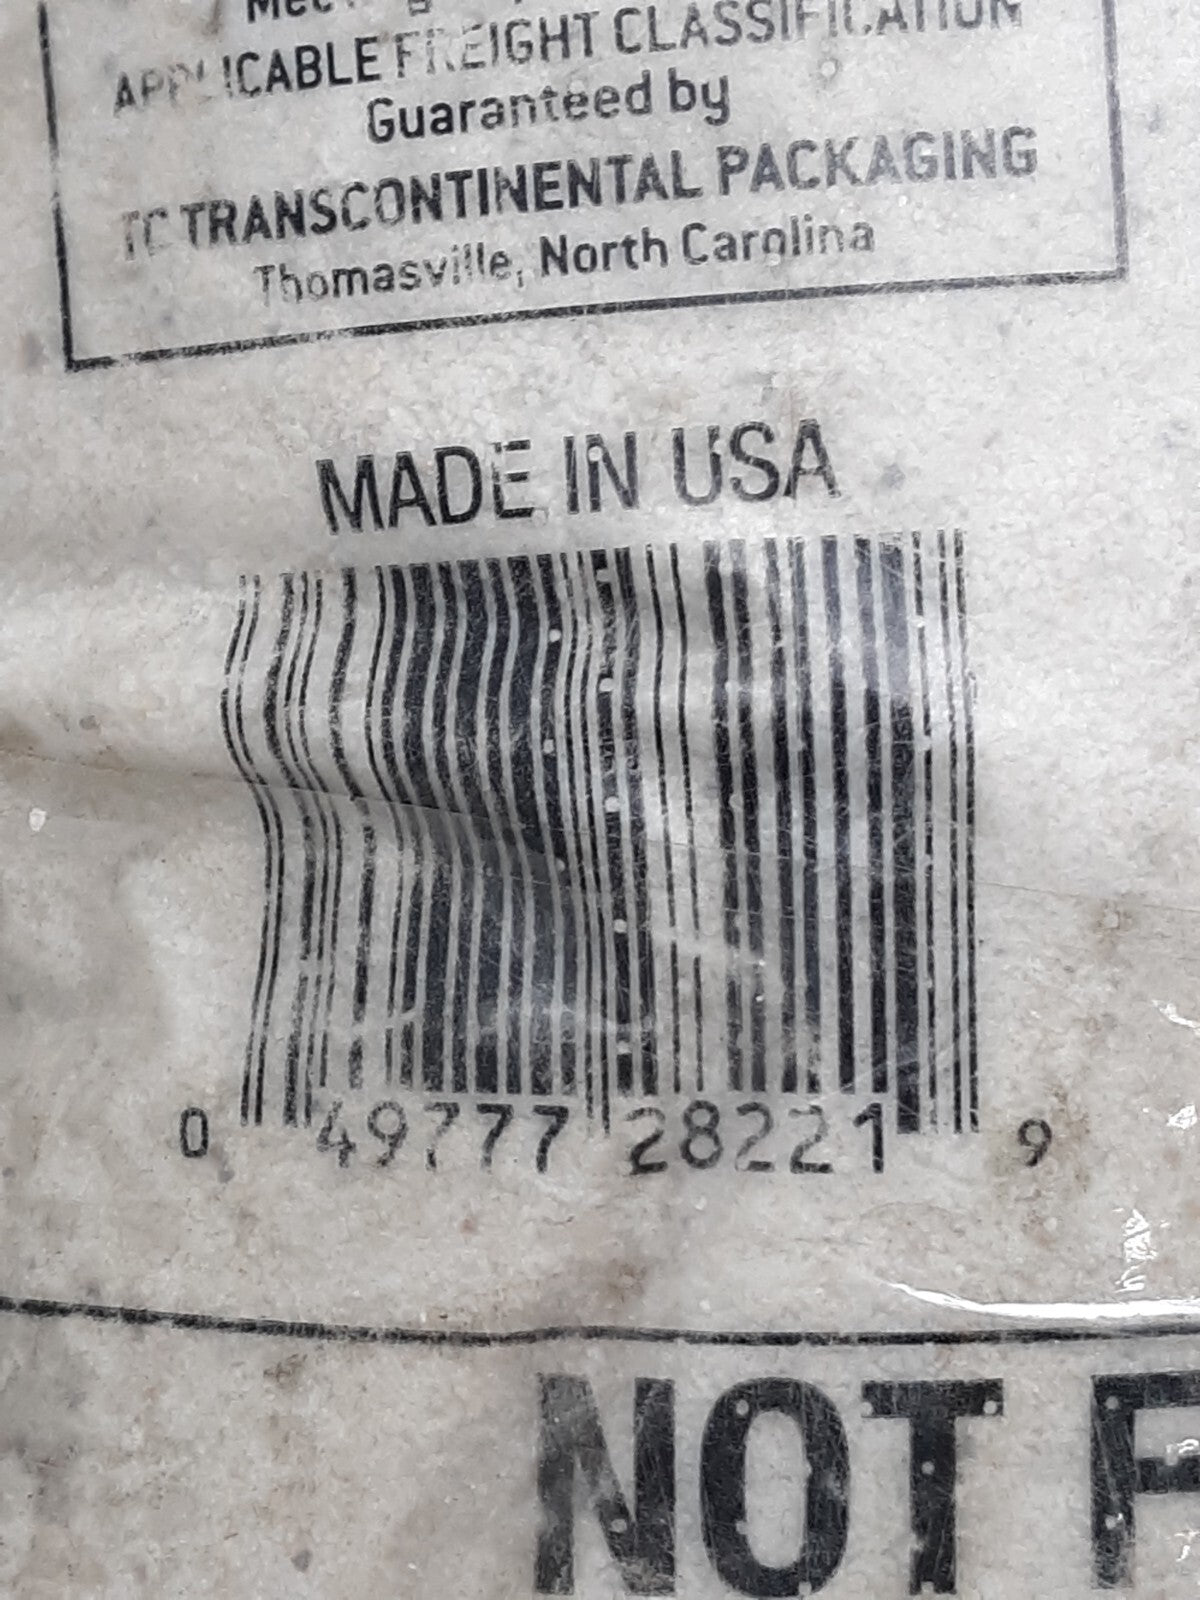 APPLICABLE FREIGHT CLASSIFICATION
Guaranteed by
TC TRANSCONTINENTAL PACKAGING
Thomasville, North Carolina
MADE IN USA
0 49777 28221 9
NOT